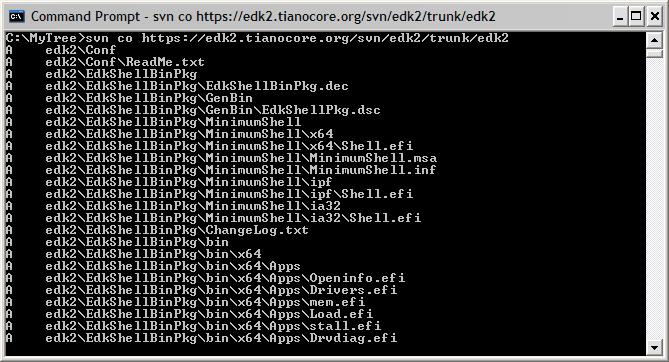 Command Prompt - svn co https://edk2.tianocore.org/svn/edk2/trunk/edk2
C:\MyTree>svn co https://edk2.tianocore.org/svn/edk2/trunk/edk2
A    edk2\Conf
A    edk2\Conf\ReadMe.txt
A    edk2\EdkShellBinPkg
A    edk2\EdkShellBinPkg\EdkShellBinPkg.dec
A    edk2\EdkShellBinPkg\GenBin
A    edk2\EdkShellBinPkg\GenBin\EdkShellPkg.dsc
A    edk2\EdkShellBinPkg\MinimumShell
A    edk2\EdkShellBinPkg\MinimumShell\x64
A    edk2\EdkShellBinPkg\MinimumShell\x64\Shell.efi
A    edk2\EdkShellBinPkg\MinimumShell\MinimumShell.msa
A    edk2\EdkShellBinPkg\MinimumShell\MinimumShell.inf
A    edk2\EdkShellBinPkg\MinimumShell\ipf
A    edk2\EdkShellBinPkg\MinimumShell\ipf\Shell.efi
A    edk2\EdkShellBinPkg\MinimumShell\ia32
A    edk2\EdkShellBinPkg\MinimumShell\ia32\Shell.efi
A    edk2\EdkShellBinPkg\ChangeLog.txt
A    edk2\EdkShellBinPkg\bin
A    edk2\EdkShellBinPkg\bin\x64
A    edk2\EdkShellBinPkg\bin\x64\Apps
A    edk2\EdkShellBinPkg\bin\x64\Apps\Openinfo.efi
A    edk2\EdkShellBinPkg\bin\x64\Apps\Drivers.efi
A    edk2\EdkShellBinPkg\bin\x64\Apps\mem.efi
A    edk2\EdkShellBinPkg\bin\x64\Apps\Load.efi
A    edk2\EdkShellBinPkg\bin\x64\Apps\stall.efi
A    edk2\EdkShellBinPkg\bin\x64\Apps\Drvdiag.efi